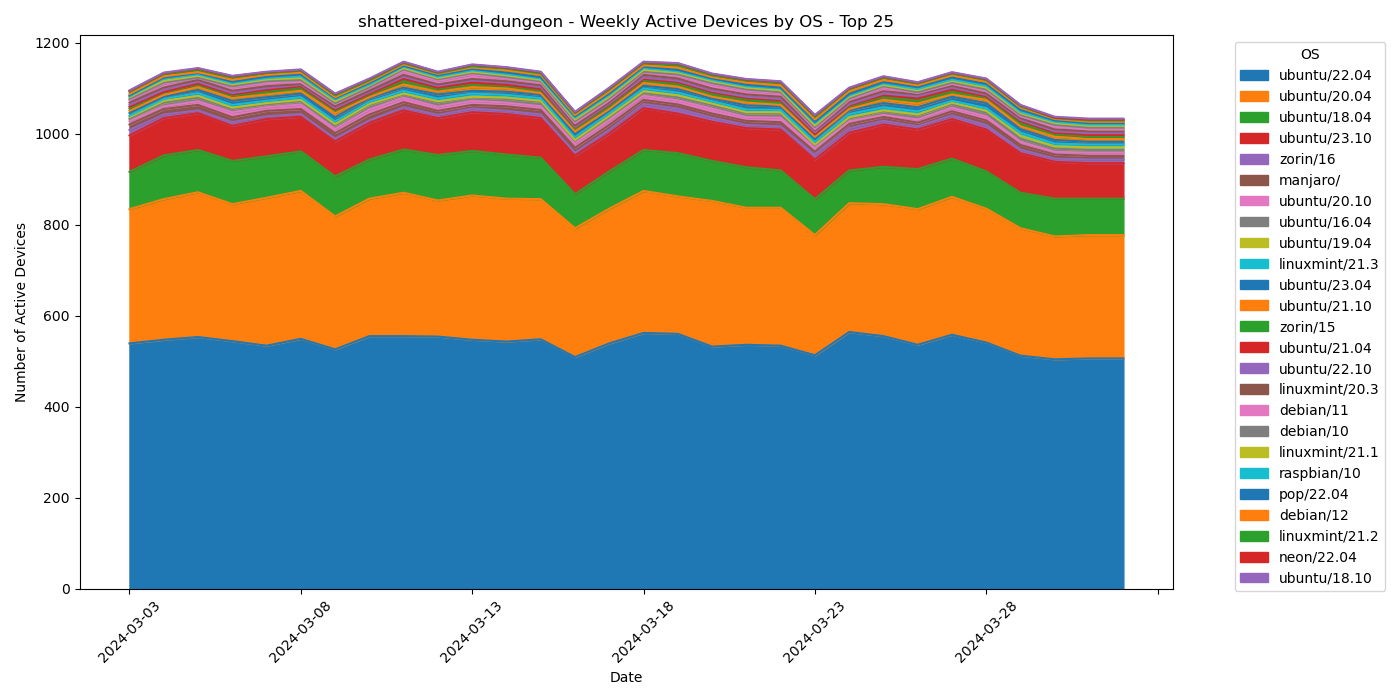 shattered-pixel-dungeon - Weekly Active Devices by OS - Top 25
1200
1000
800
600
400
200
0
Number of Active Devices
2024-03-03
2024-03-08
2024-03-13
2024-03-18
2024-03-23
2024-03-28
Date
OS
ubuntu/22.04
ubuntu/20.04
ubuntu/18.04
ubuntu/23.10
zorin/16
manjaro/
ubuntu/20.10
ubuntu/16.04
ubuntu/19.04
linuxmint/21.3
ubuntu/23.04
ubuntu/21.10
zorin/15
ubuntu/21.04
ubuntu/22.10
linuxmint/20.3
debian/11
debian/10
linuxmint/21.1
raspbian/10
pop/22.04
debian/12
linuxmint/21.2
neon/22.04
ubuntu/18.10